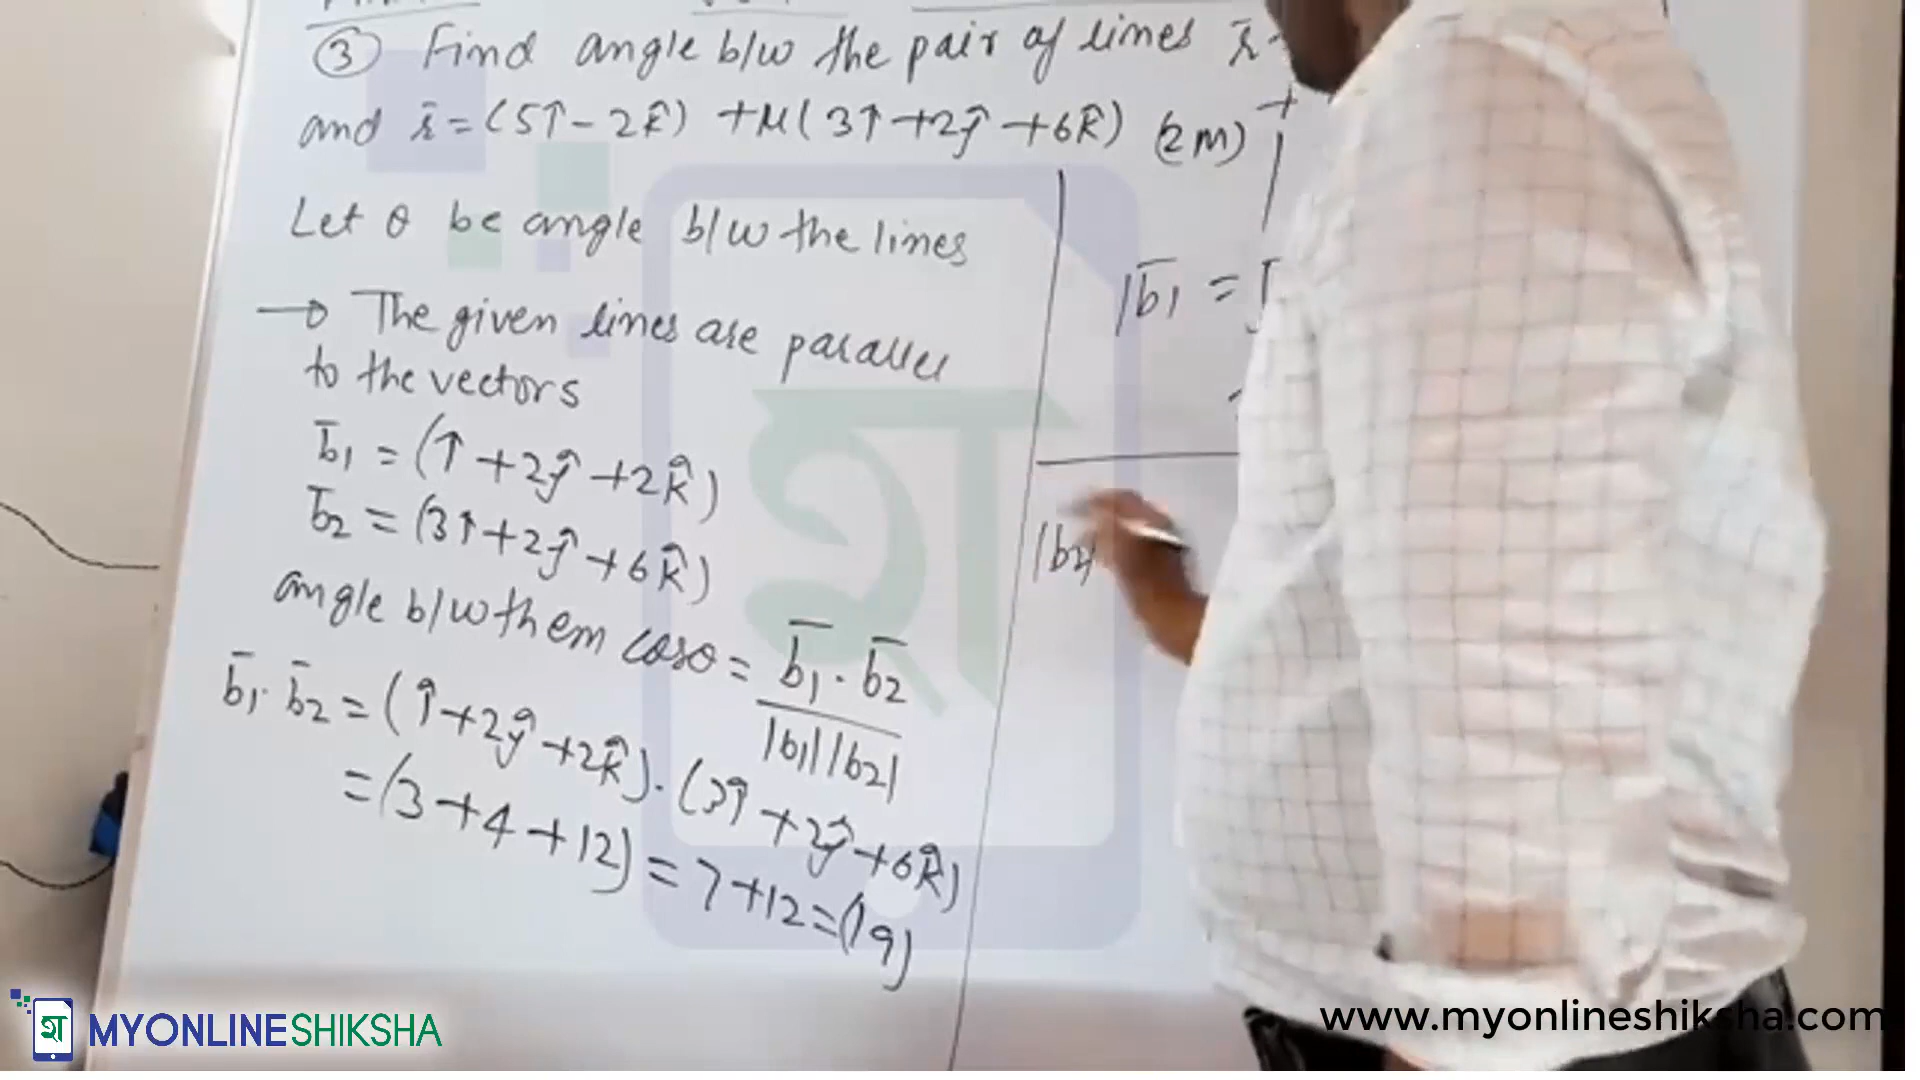 ③ Find angle b/w the pair of lines r̄
and r̄ = (5î - 2k̂) + μ(3î + 2ĵ + 6k̂) (2M)
Let θ be angle b/w the lines
→ The given lines are parallel
to the vectors
b̄₁ = (î + 2ĵ + 2k̂)
b̄₂ = (3î + 2ĵ + 6k̂)
angle b/w them cosθ = b̄₁ · b̄₂
|b₁| |b₂|
b̄₁ · b̄₂ = (î + 2ĵ + 2k̂) · (3î + 2ĵ + 6k̂)
= (3 + 4 + 12) = 7 + 12 = (19)
|b̄₁ =
|b₂|
MYONLINESHIKSHA
www.myonlineshiksha.com